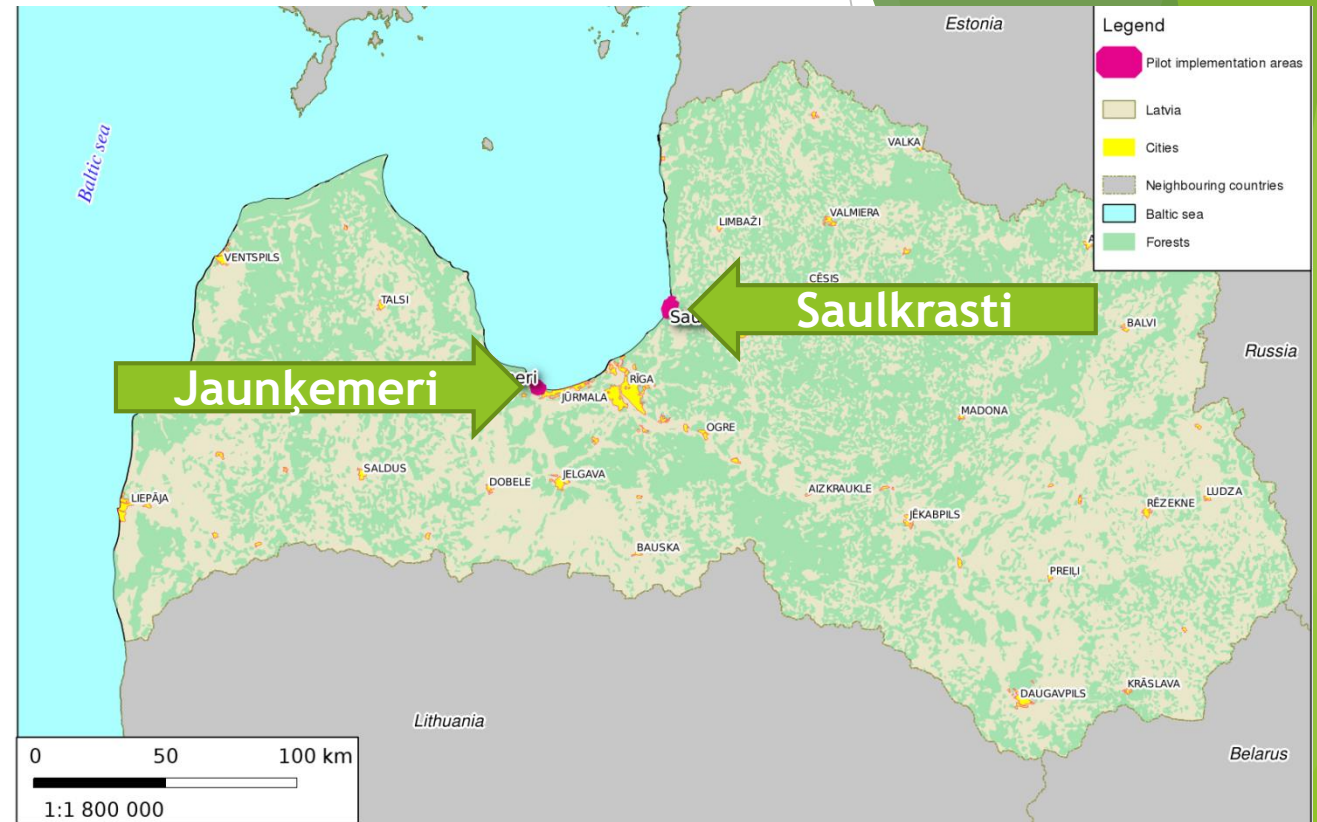 Estonia
Legend
Pilot implementation areas
Latvia
Cities
Neighbouring countries
Baltic sea
Forests
Baltic sea
VALKA
LIMBAŽI
VALMIERA
A
CĒSIS
VENTSPILS
TALSI
Sau
Saulkrasti
BALVI
Russia
Jaunķemeri
eri
JŪRMALA
RĪGA
OGRE
MADONA
SALDUS
DOBELE
JELGAVA
LIEPĀJA
AIZKRAUKLE
JĒKABPILS
RĒZEKNE
LUDZA
BAUSKA
PREIĻI
DAUGAVPILS
KRĀSLAVA
Lithuania
Belarus
0 50 100 km
1:1 800 000